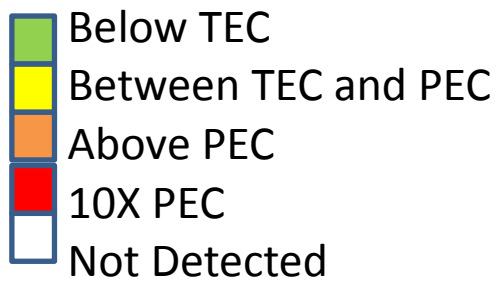 Below TEC
Between TEC and PEC
Above PEC
10X PEC
Not Detected